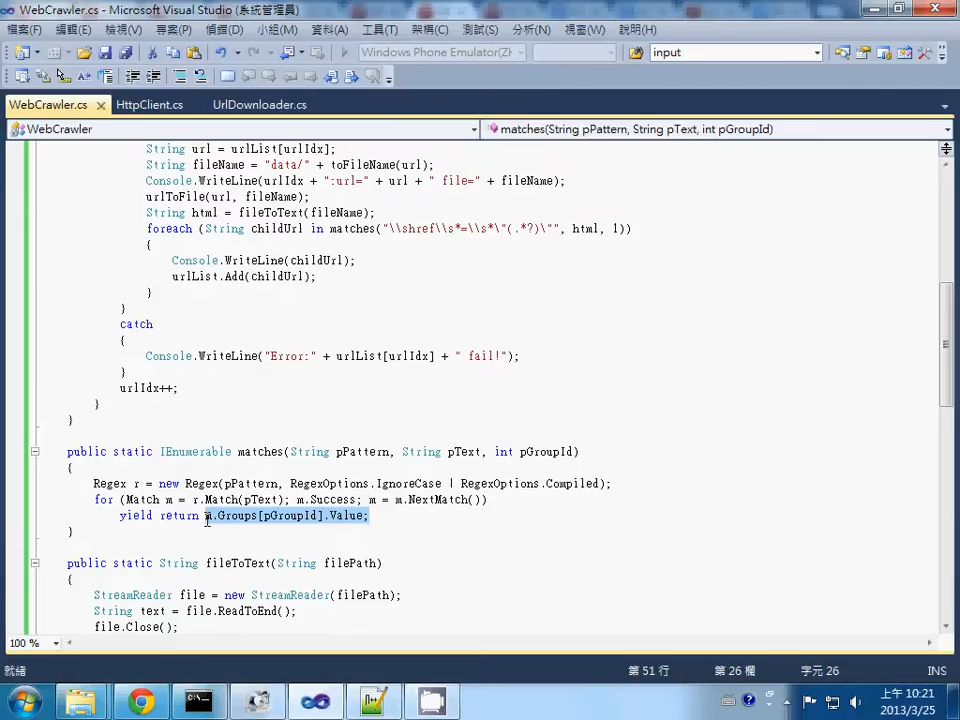 WebCrawler.cs - Microsoft Visual Studio (系統管理員)
檔案(F) 編輯(E) 檢視(V) 專案(P) 偵錯(D) 小組(M) 資料(A) 工具(T) 架構(C) 測試(S) 分析(N) 視窗(W) 說明(H)
Windows Phone Emulator(Z input
WebCrawler.cs HttpClient.cs UrlDownloader.cs
WebCrawler matches(String pPattern, String pText, int pGroupId)
String url = urlList[urlIdx];
String fileName = "data/" + toFileName(url);
Console.WriteLine(urlIdx + ":url=" + url + " file=" + fileName);
urlToFile(url, fileName);
String html = fileToText(fileName);
foreach (String childUrl in matches("\\shref\\s*=\\s*\"(.*?)\"", html, 1))
{
Console.WriteLine(childUrl);
urlList.Add(childUrl);
}
}
catch
{
Console.WriteLine("Error:" + urlList[urlIdx] + " fail!");
}
urlIdx++;
}
}
public static IEnumerable matches(String pPattern, String pText, int pGroupId)
{
Regex r = new Regex(pPattern, RegexOptions.IgnoreCase | RegexOptions.Compiled);
for (Match m = r.Match(pText); m.Success; m = m.NextMatch())
yield return m.Groups[pGroupId].Value;
}
public static String fileToText(String filePath)
{
StreamReader file = new StreamReader(filePath);
String text = file.ReadToEnd();
file.Close();
100 %
就緒 第 51 行 第 26 欄 字元 26 INS
上午 10:21
2013/3/25